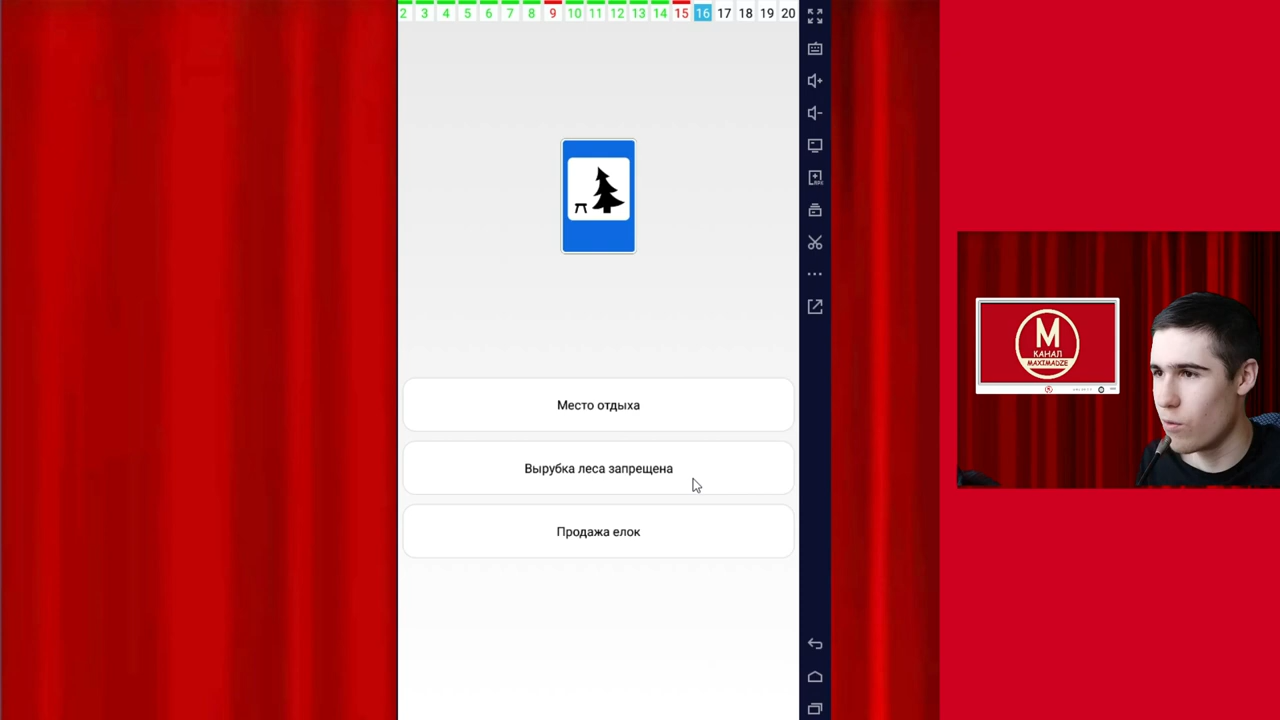 2 3 4 5 6 7 8 9 10 11 12 13 14 15 16 17 18 19 20
Место отдыха
Вырубка леса запрещена
Продажа елок
М
КАНАЛ
MAXIMADZE